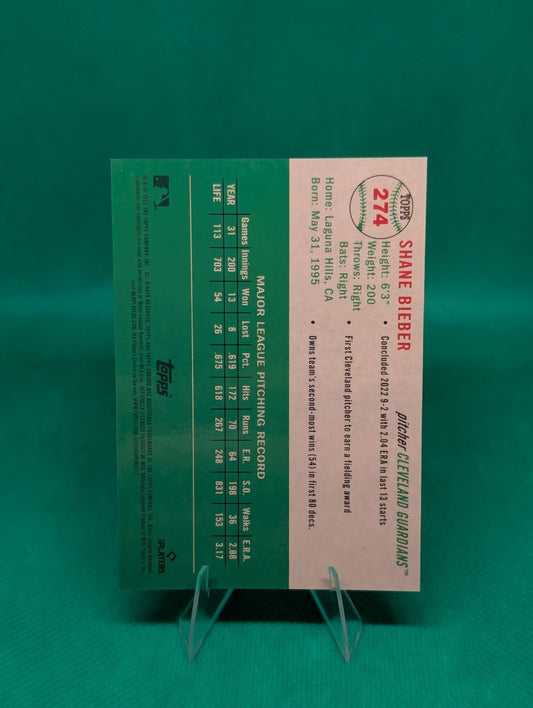 TOPPS
274
SHANE BIEBER
pitcher CLEVELAND GUARDIANS™
Height: 6'3"
Weight: 200
Throws: Right
Bats: Right
Home: Laguna Hills, CA
Born: May 31, 1995
• Concluded 2022 9-2 with 2.04 ERA in last 13 starts
• First Cleveland pitcher to earn a fielding award
• Owns team's second-most wins (54) in first 80 decs.
MAJOR LEAGUE PITCHING RECORD
Games Innings Won Lost Pct. Hits Runs E.R. S.O. Walks E.R.A.
YEAR 31 200 13 8 .619 172 70 64 198 36 2.88
LIFE 113 703 54 26 .675 618 267 248 831 153 3.17
topps
PLAYERS